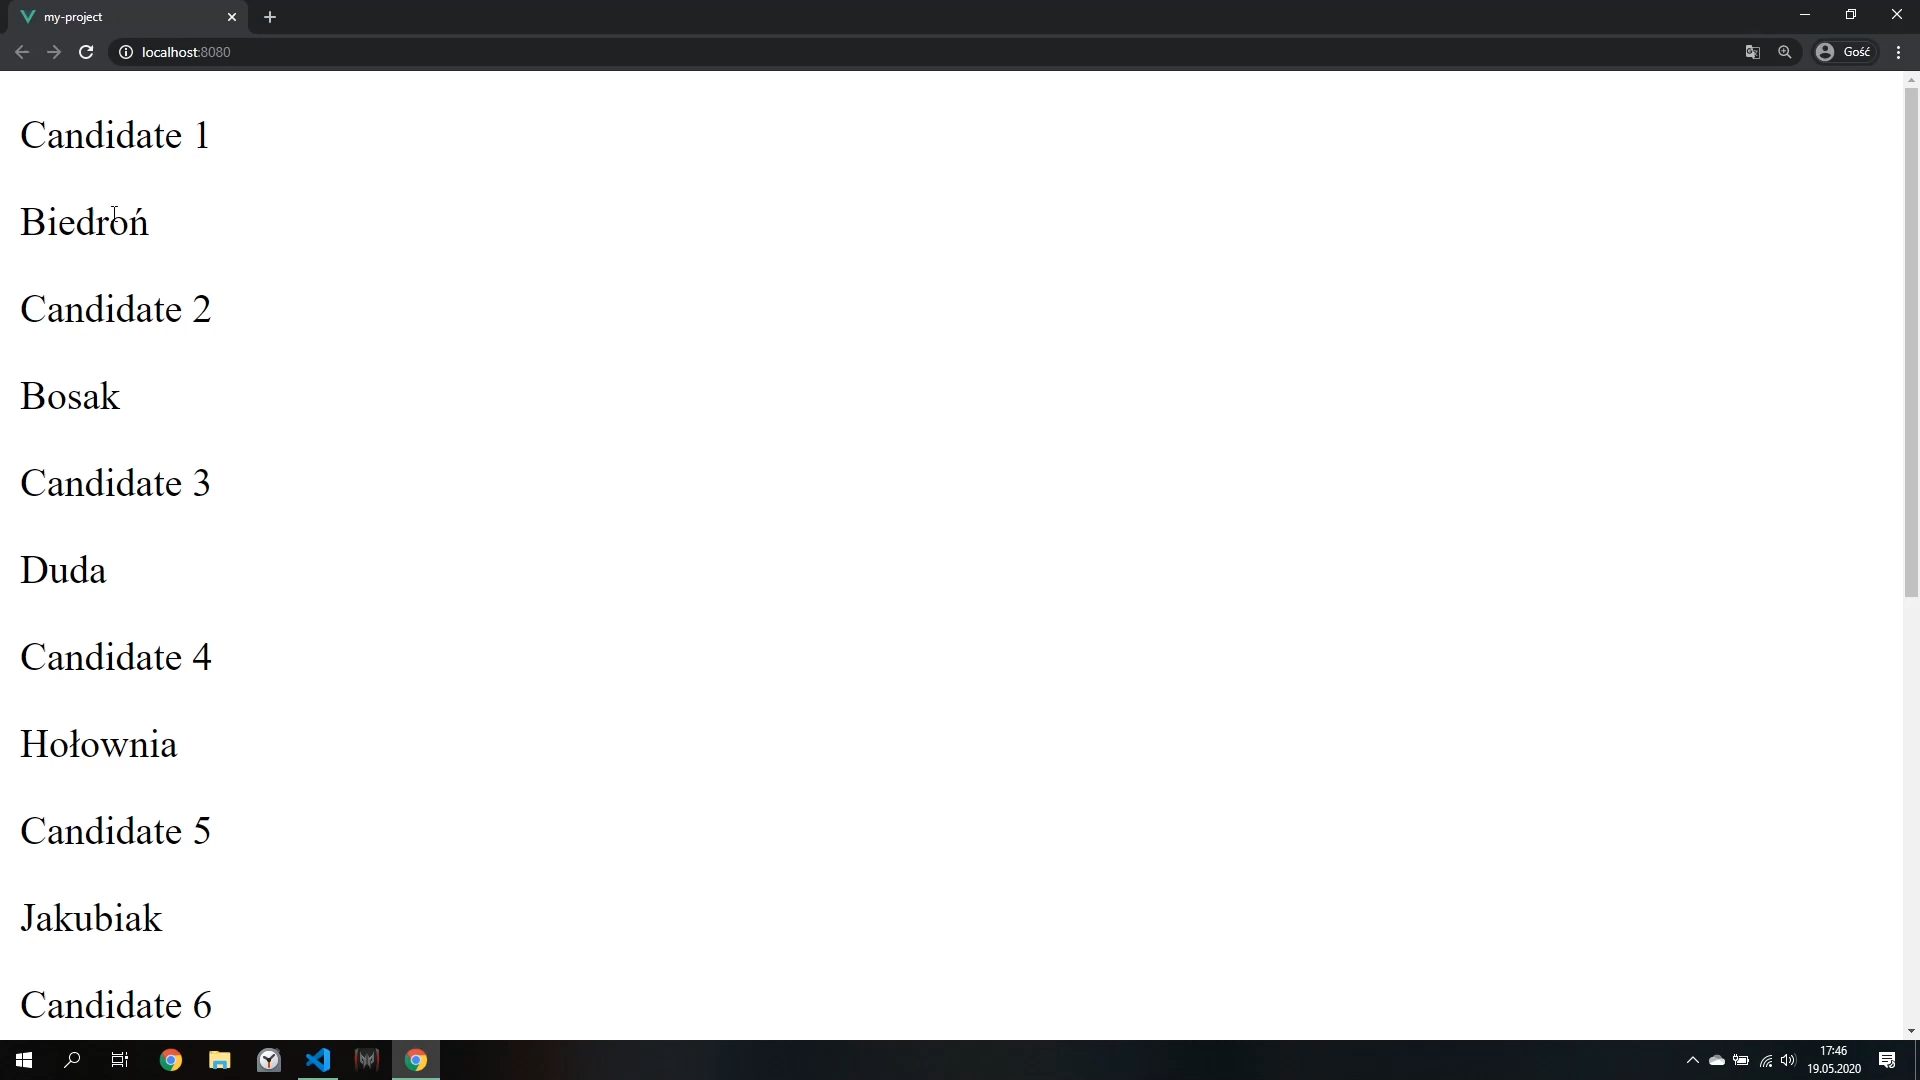 my-project
localhost:8080
Gość
Candidate 1
Biedroń
Candidate 2
Bosak
Candidate 3
Duda
Candidate 4
Hołownia
Candidate 5
Jakubiak
Candidate 6
17:46
19.05.2020